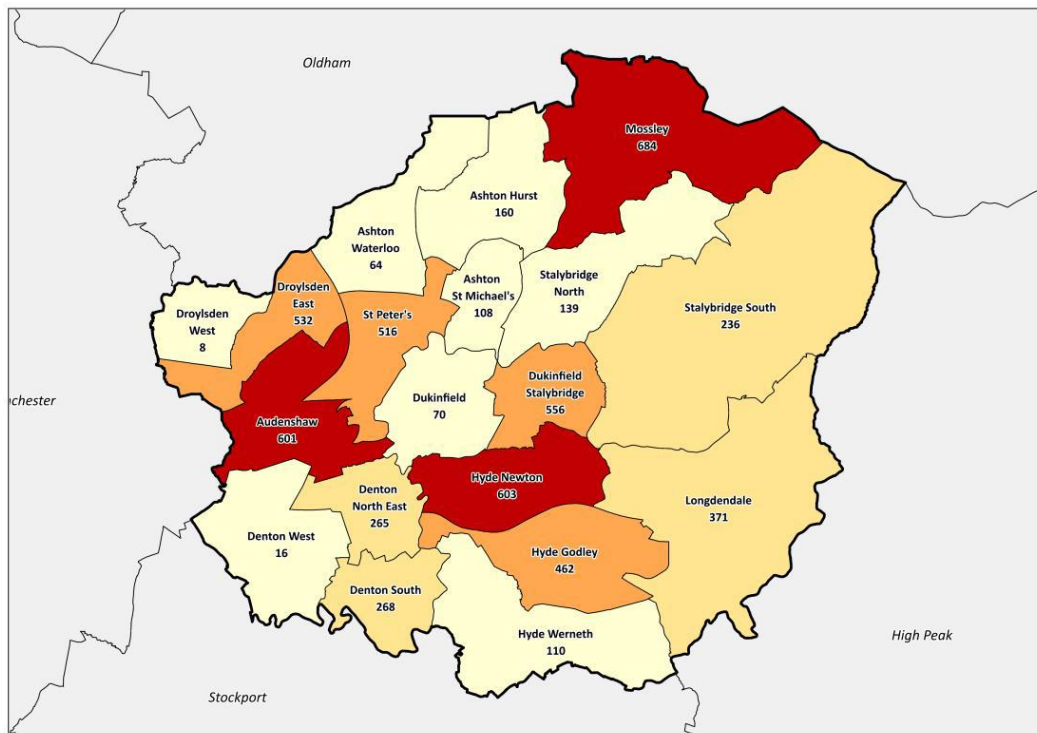 Oldham
Mossley
684
Ashton Hurst
160
Ashton
Waterloo
64
Stalybridge
North
139
Ashton
St Michael's
108
Droylsden
East
532
Stalybridge South
236
Droylsden
West
8
St Peter's
516
Dukinfield
Stalybridge
556
Dukinfield
70
nchester
Audenshaw
601
Hyde Newton
603
Denton
North East
265
Longdendale
371
Denton West
16
Hyde Godley
462
Denton South
268
Hyde Werneth
110
High Peak
Stockport